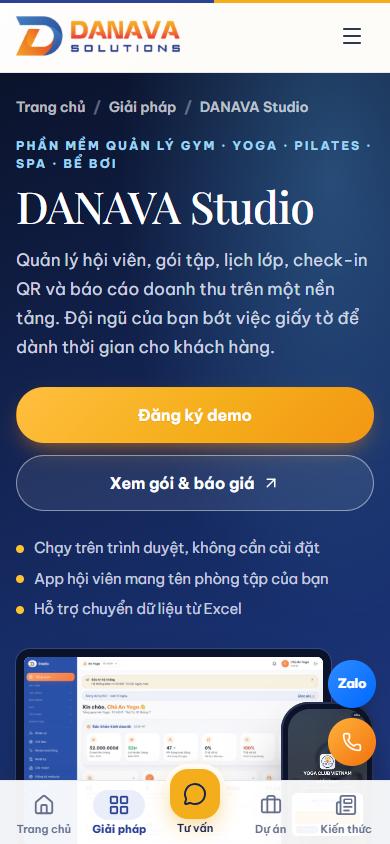 DANAVA
SOLUTIONS
Trang chủ / Giải pháp / DANAVA Studio
PHẦN MỀM QUẢN LÝ GYM · YOGA · PILATES ·
SPA · BỂ BƠI
DANAVA Studio
Quản lý hội viên, gói tập, lịch lớp, check-in
QR và báo cáo doanh thu trên một nền
tảng. Đội ngũ của bạn bớt việc giấy tờ để
dành thời gian cho khách hàng.
Đăng ký demo
Xem gói & báo giá
Chạy trên trình duyệt, không cần cài đặt
App hội viên mang tên phòng tập của bạn
Hỗ trợ chuyển dữ liệu từ Excel
Zalo
Xin chào, Chủ An Yoga
52.000.000đ
47
0%
100%
YOGA CLUB VIETNAM
Trang chủ
Giải pháp
Tư vấn
Dự án
Kiến thức